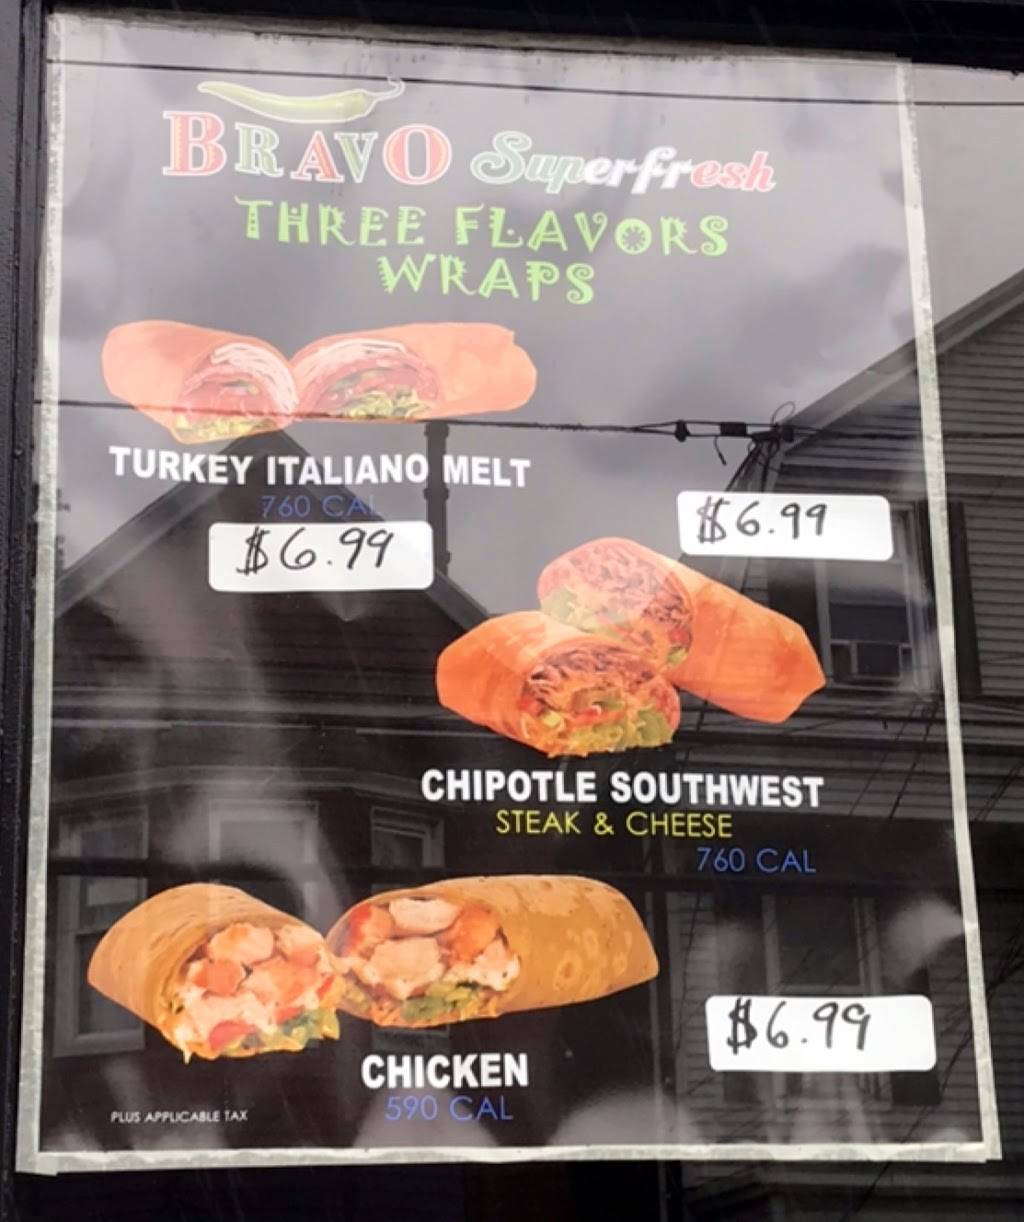 BRAVO Superfresh
THREE FLAVORS
WRAPS
TURKEY ITALIANO MELT
760 CAL
$6.99
$6.99
CHIPOTLE SOUTHWEST
STEAK & CHEESE
760 CAL
$6.99
CHICKEN
590 CAL
PLUS APPLICABLE TAX